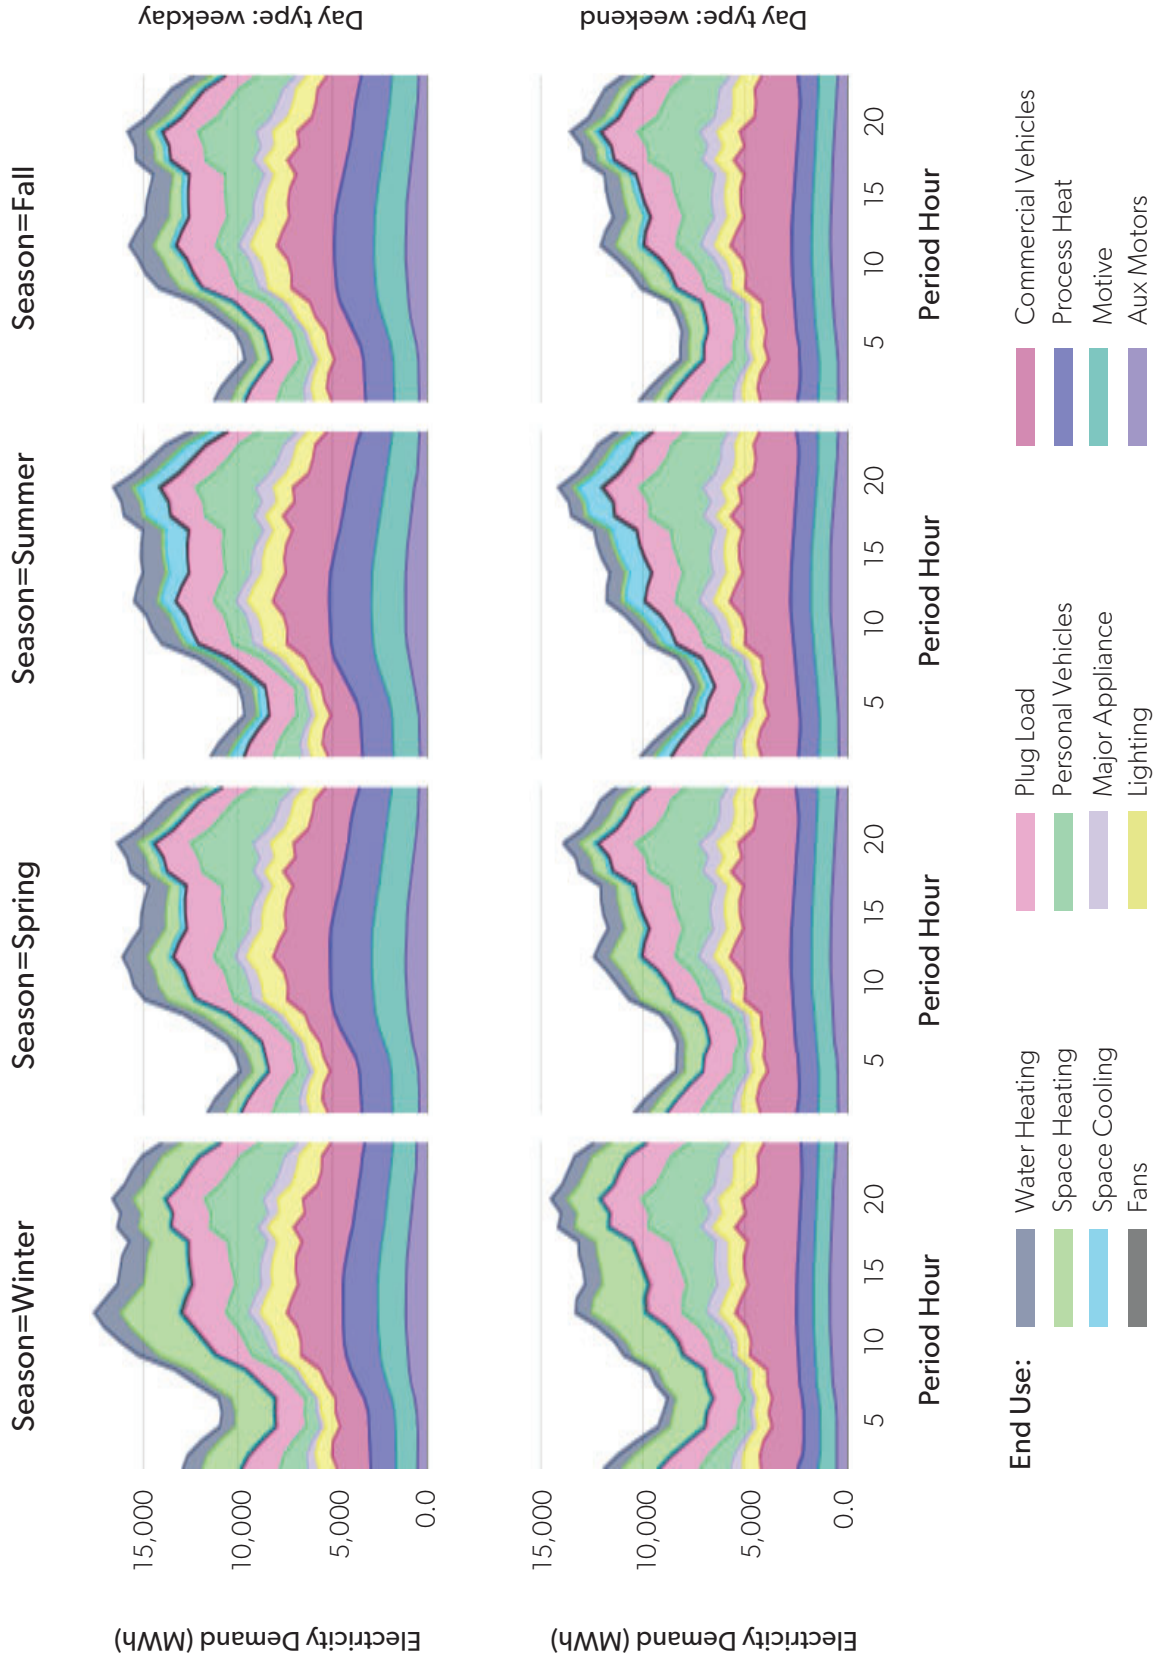 Season=Winter
Season=Spring
Season=Summer
Season=Fall
Electricity Demand (MWh)
15,000
10,000
5,000
0.0
Day type: weekday
Electricity Demand (MWh)
15,000
10,000
5,000
0.0
Day type: weekend
5 10 15 20
5 10 15 20
5 10 15 20
5 10 15 20
Period Hour
Period Hour
Period Hour
Period Hour
End Use:
Water Heating
Space Heating
Space Cooling
Fans
Plug Load
Personal Vehicles
Major Appliance
Lighting
Commercial Vehicles
Process Heat
Motive
Aux Motors